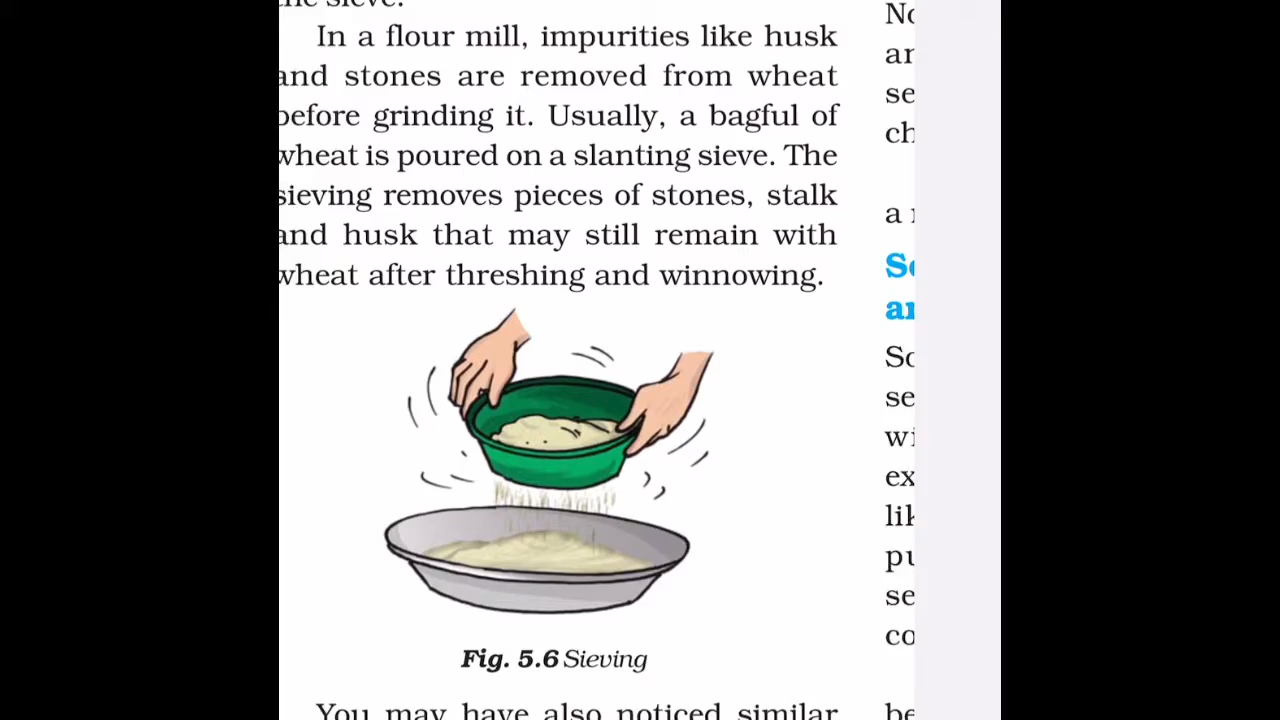 the sieve.
In a flour mill, impurities like husk
and stones are removed from wheat
before grinding it. Usually, a bagful of
wheat is poured on a slanting sieve. The
sieving removes pieces of stones, stalk
and husk that may still remain with
wheat after threshing and winnowing.
Fig. 5.6 Sieving
You may have also noticed similar
a